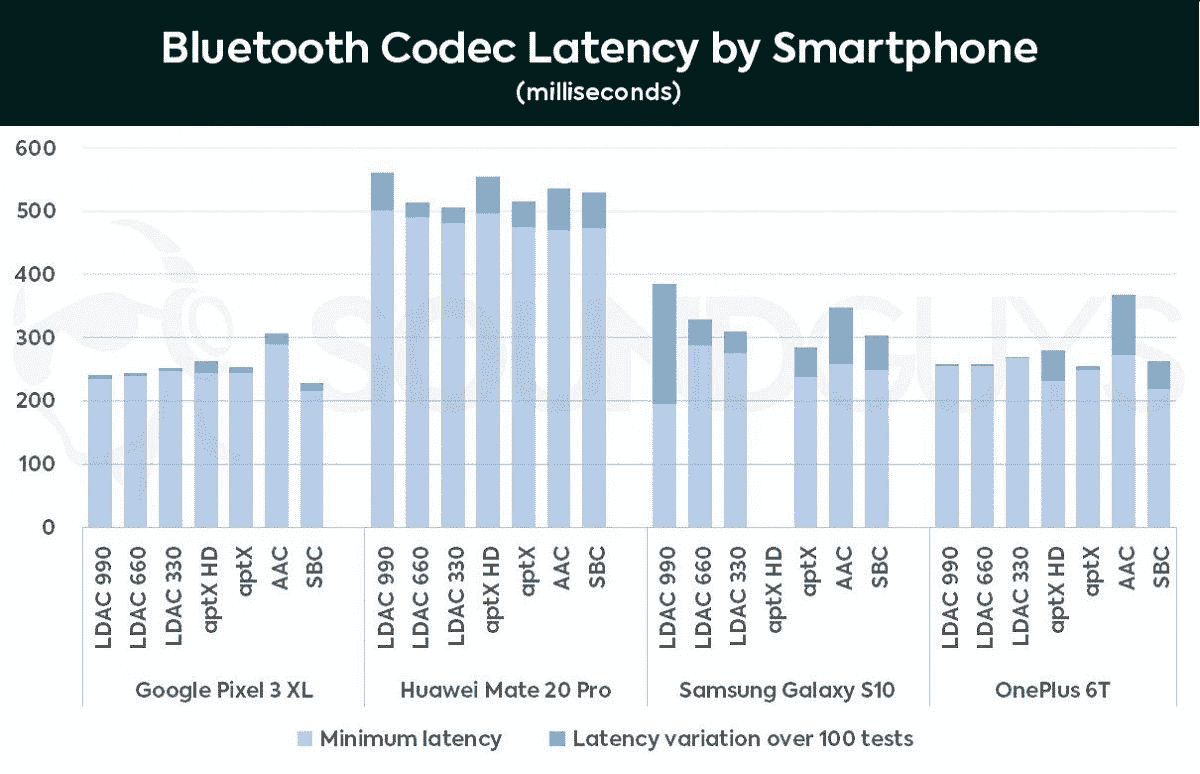 Bluetooth Codec Latency by Smartphone
(milliseconds)
600
500
400
300
200
100
0
SOUNDGUYS
LDAC 990
LDAC 660
LDAC 330
aptX HD
aptX
AAC
SBC
LDAC 990
LDAC 660
LDAC 330
aptX HD
aptX
AAC
SBC
LDAC 990
LDAC 660
LDAC 330
aptX HD
aptX
AAC
SBC
LDAC 990
LDAC 660
LDAC 330
aptX HD
aptX
AAC
SBC
Google Pixel 3 XL
Huawei Mate 20 Pro
Samsung Galaxy S10
OnePlus 6T
Minimum latency
Latency variation over 100 tests